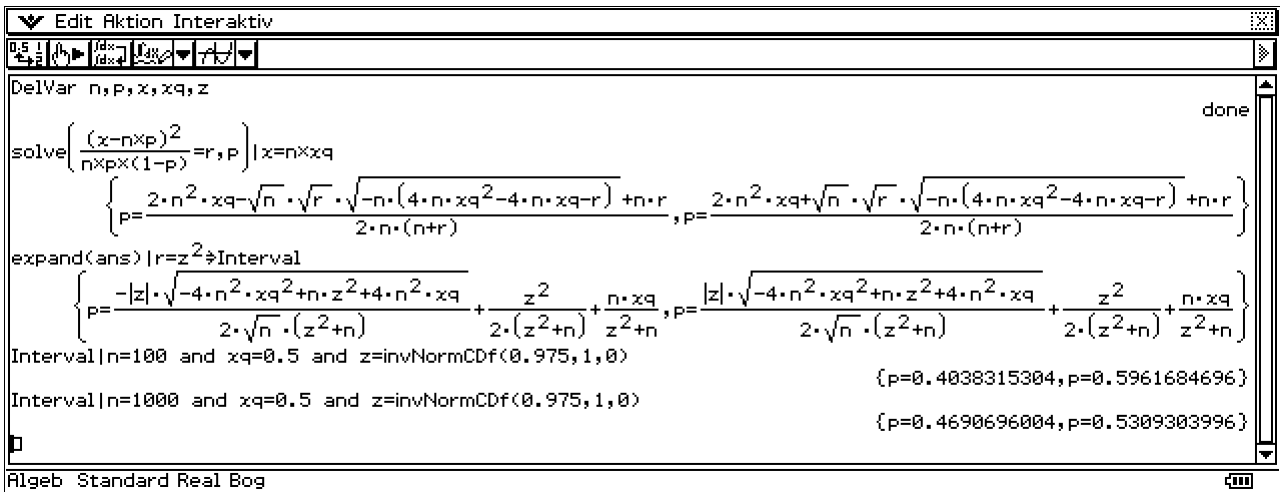 Edit Aktion Interaktiv
DelVar n,p,x,xq,z
done
solve((x-n×p)²/(n×p×(1-p))=r,p)|x=n×xq
{p=(2·n²·xq-√n·√r·√(-n·(4·n·xq²-4·n·xq-r))+n·r)/(2·n·(n+r)),p=(2·n²·xq+√n·√r·√(-n·(4·n·xq²-4·n·xq-r))+n·r)/(2·n·(n+r))}
expand(ans)|r=z²⇒Interval
{p=(-|z|·√(-4·n²·xq²+n·z²+4·n²·xq))/(2·√n·(z²+n))+z²/(2·(z²+n))+(n·xq)/(z²+n),p=(|z|·√(-4·n²·xq²+n·z²+4·n²·xq))/(2·√n·(z²+n))+z²/(2·(z²+n))+(n·xq)/(z²+n)}
Interval|n=100 and xq=0.5 and z=invNormCDf(0.975,1,0)
{p=0.4038315304,p=0.5961684696}
Interval|n=1000 and xq=0.5 and z=invNormCDf(0.975,1,0)
{p=0.4690696004,p=0.5309303996}
Algeb Standard Real Bog